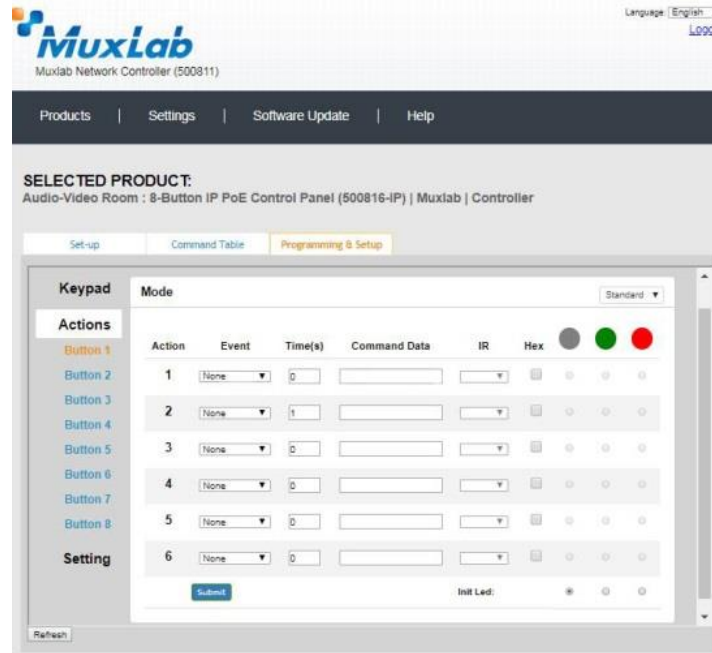 Language: English
Logo
MuxLab
Muxlab Network Controller (500811)
Products | Settings | Software Update | Help
SELECTED PRODUCT:
Audio-Video Room : 8-Button IP PoE Control Panel (500816-IP) | Muxlab | Controller
Set-up Command Table Programming & Setup
Keypad Mode Standard
Actions
Action Event Time(s) Command Data IR Hex
Button 1
Button 2 1 None 0
Button 3
2 None 1
Button 4
Button 5 3 None 0
Button 6
4 None 0
Button 7
Button 8 5 None 0
Setting 6 None 0
Submit Init Led:
Refresh